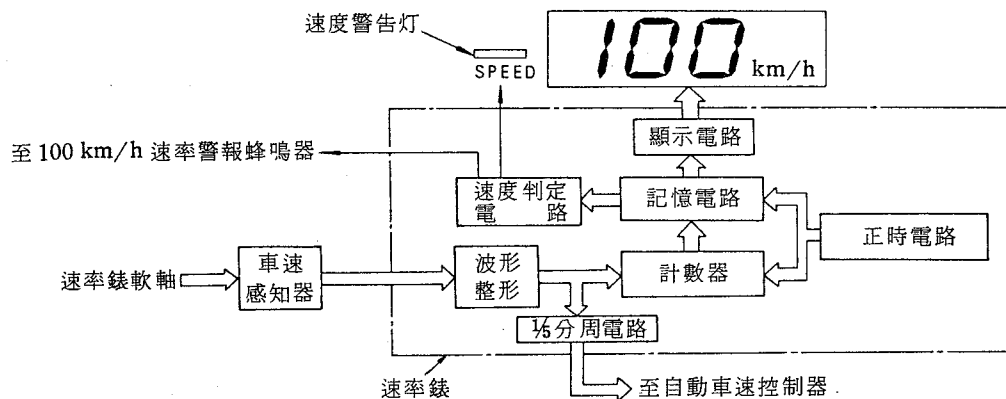 速度警告灯
SPEED
100
km/h
顯示電路
至100 km/h 速率警報蜂鳴器
速度判定
電路
記憶電路
正時電路
速率錶軟軸
車速
感知器
波形
整形
計數器
1/5分周電路
速率錶
至自動車速控制器